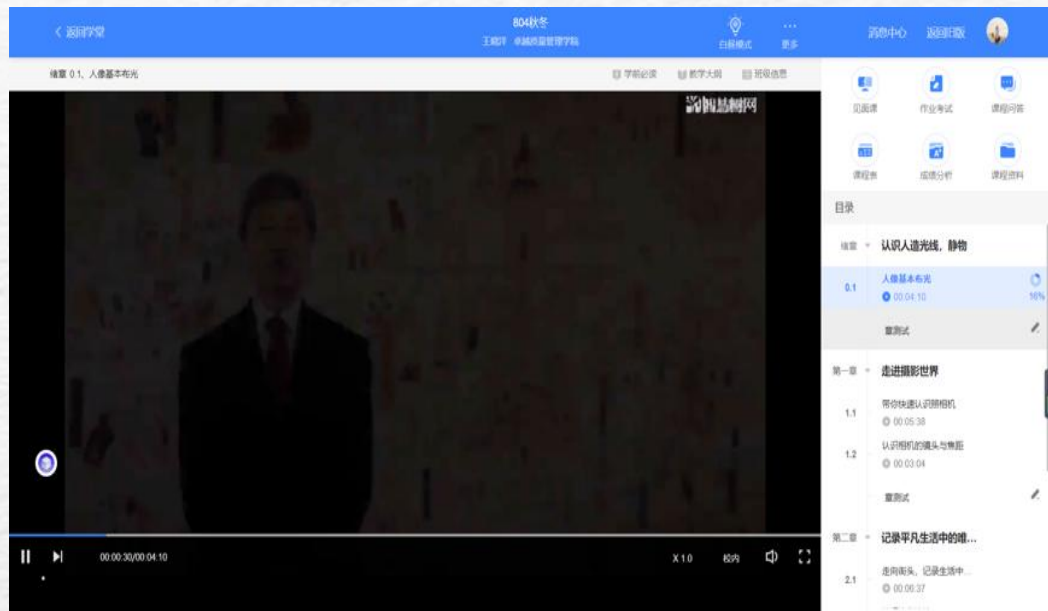 返回学堂
804秋冬
卓越质量管理学院
白板模式
更多
消息中心
返回旧版
绪章 0.1、人像基本布光
学前必读
教学大纲
班级信息
智慧树网
见面课
作业考试
课程问答
课程表
成绩分析
课程资料
目录
绪章
认识人造光线，静物
0.1
人像基本布光
00:04:10
16%
章测试
第一章
走进摄影世界
1.1
带你快速认识照相机
00:05:38
1.2
认识相机的镜头与焦距
00:03:04
章测试
第二章
记录平凡生活中的唯...
2.1
走向街头，记录生活中...
00:06:37
00:00:30/00:04:10
X 1.0
校内